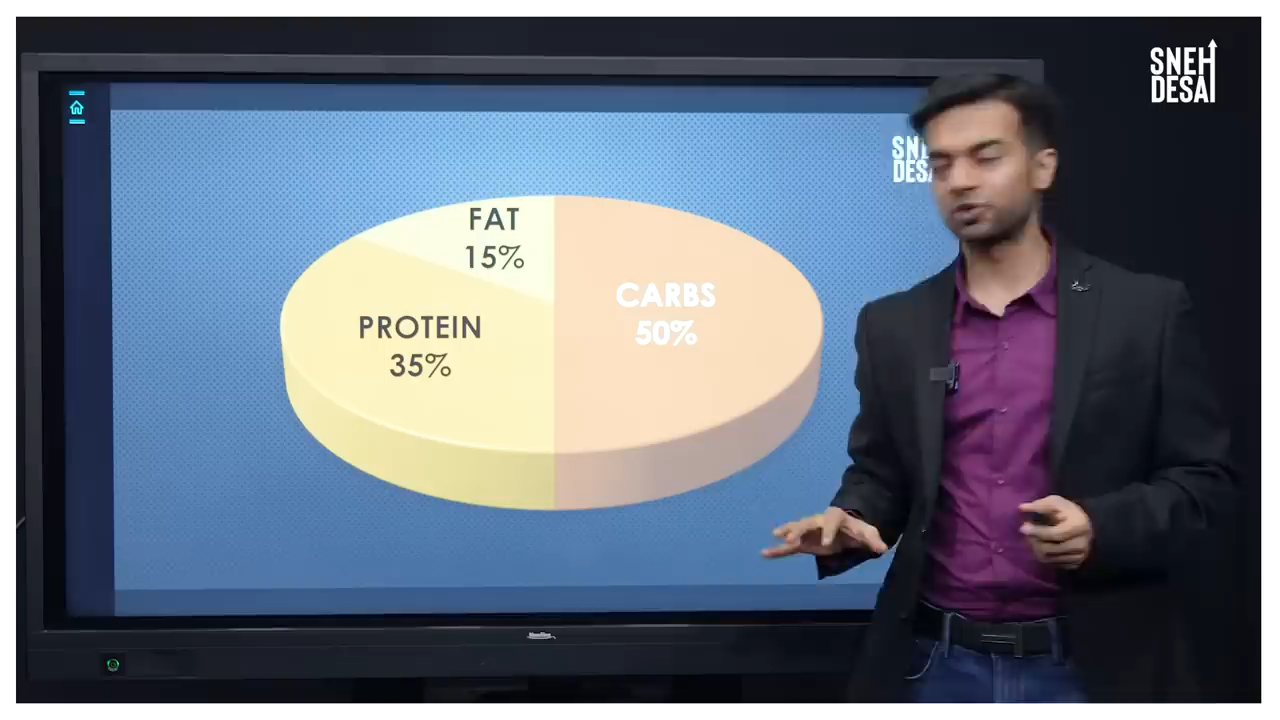 SNEH
DESAI
FAT
15%
CARBS
50%
PROTEIN
35%